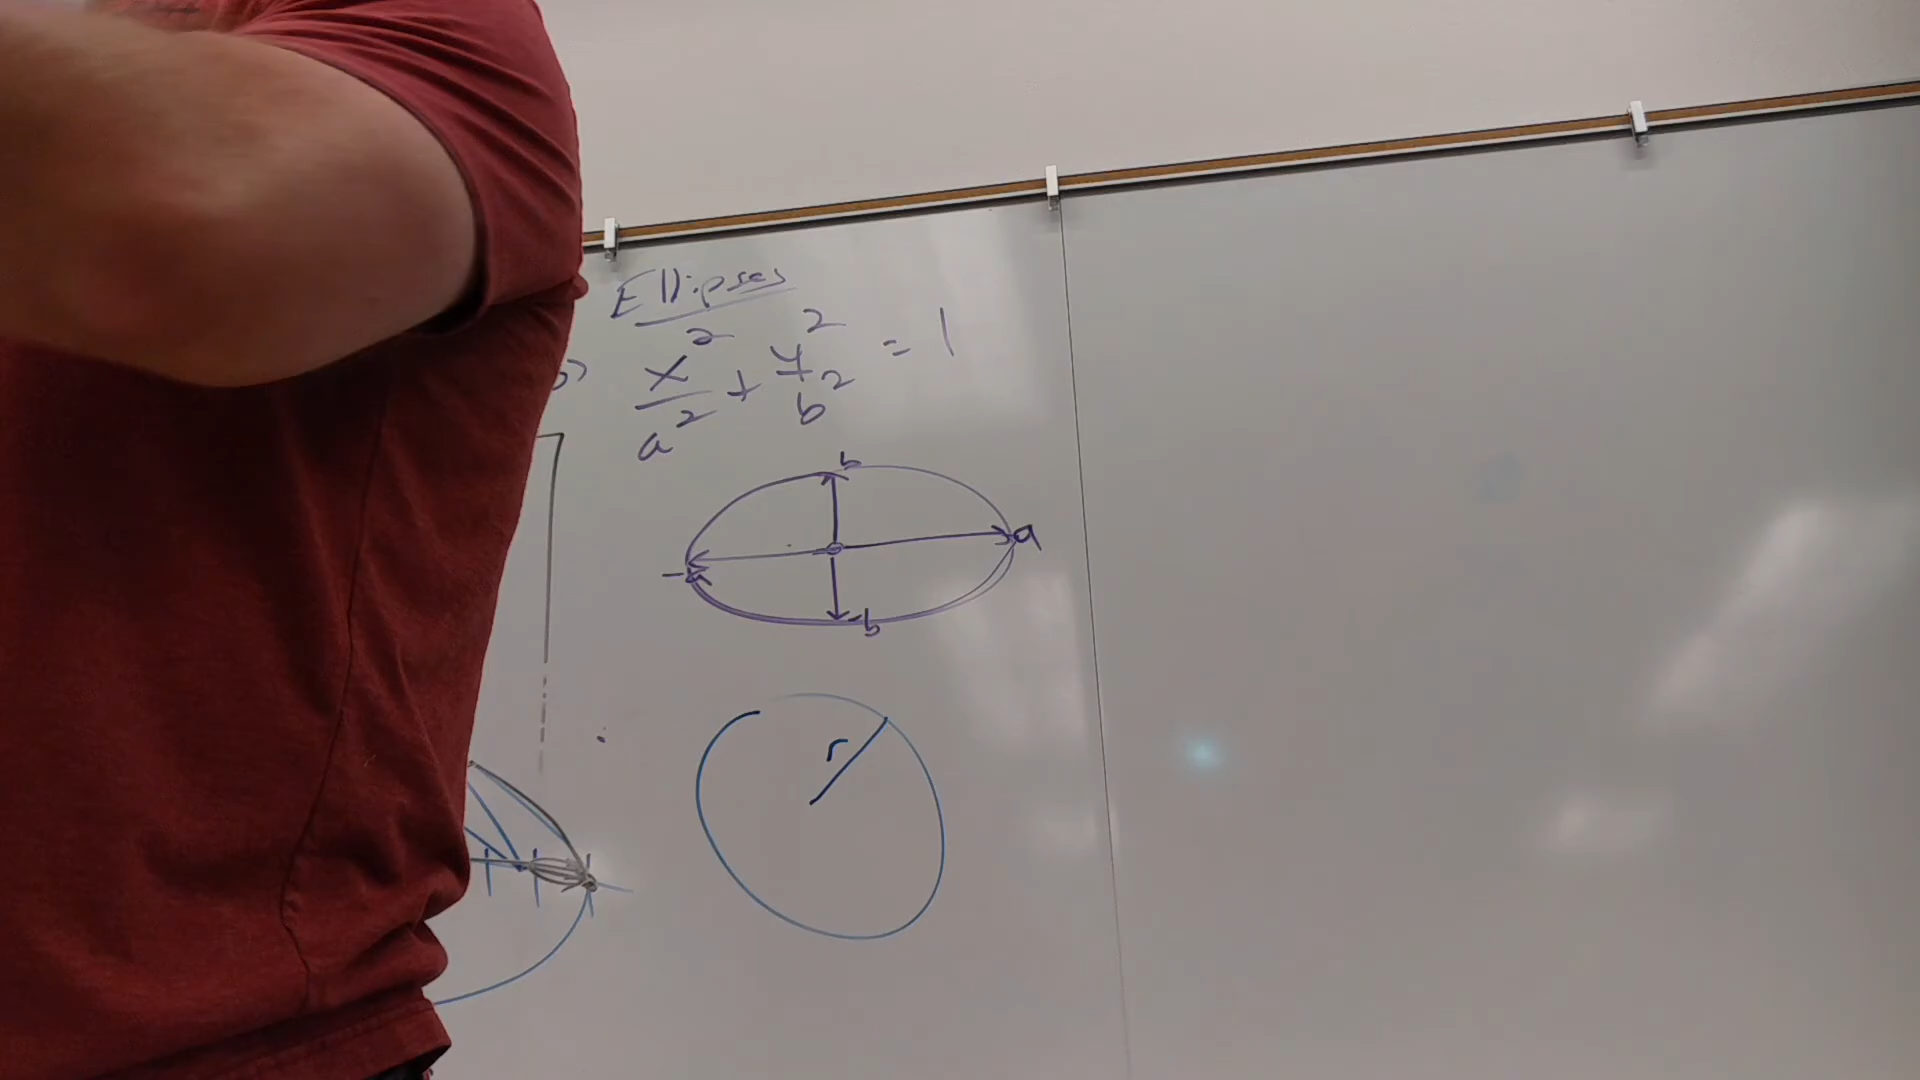 Ellipses
x² + y² = 1
a² b²
b
-a a
-b
r